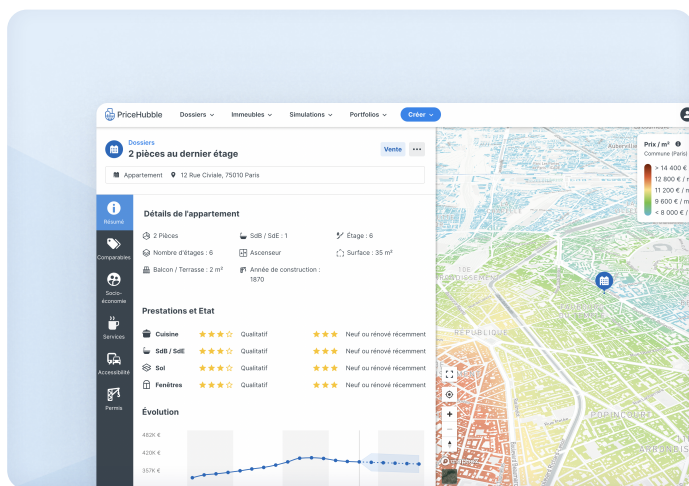 PriceHubble
Dossiers
Immeubles
Simulations
Portfolios
Créer
Dossiers
2 pièces au dernier étage
Vente
Appartement
12 Rue Civiale, 75010 Paris
Résumé
Comparables
Socio-
économie
Services
Accessibilité
Permis
Détails de l'appartement
2 Pièces
SdB / SdE : 1
Étage : 6
Nombre d'étages : 6
Ascenseur
Surface : 35 m²
Balcon / Terrasse : 2 m²
Année de construction :
1870
Prestations et Etat
Cuisine
Qualitatif
Neuf ou rénové récemment
SdB / SdE
Qualitatif
Neuf ou rénové récemment
Sol
Qualitatif
Neuf ou rénové récemment
Fenêtres
Qualitatif
Neuf ou rénové récemment
Évolution
482K €
420K €
357K €
Prix / m²
Commune (Paris)
> 14 400 €
12 800 € / m
11 200 € / m
9 600 € / m
< 8 000 € /
RÉPUBLIQUE
POPINCOURT